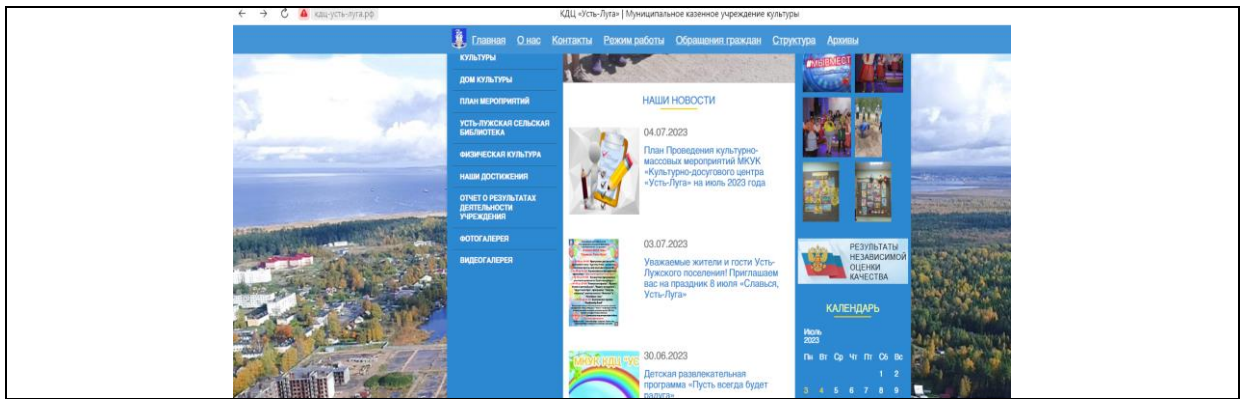 кдц-усть-луга.рф
КДЦ «Усть-Луга» | Муниципальное казенное учреждение культуры
Главная О нас Контакты Режим работы Обращения граждан Структура Архивы
КУЛЬТУРЫ
ДОМ КУЛЬТУРЫ
ПЛАН МЕРОПРИЯТИЙ
УСТЬ-ЛУЖСКАЯ СЕЛЬСКАЯ
БИБЛИОТЕКА
ФИЗИЧЕСКАЯ КУЛЬТУРА
НАШИ ДОСТИЖЕНИЯ
ОТЧЕТ О РЕЗУЛЬТАТАХ
ДЕЯТЕЛЬНОСТИ
УЧРЕЖДЕНИЯ
ФОТОГАЛЕРЕЯ
ВИДЕОГАЛЕРЕЯ
НАШИ НОВОСТИ
04.07.2023
План Проведения культурно-
массовых мероприятий МКУК
«Культурно-досугового центра
«Усть-Луга» на июль 2023 года
03.07.2023
Уважаемые жители и гости Усть-
Лужского поселения! Приглашаем
вас на праздник 8 июля «Славься,
Усть-Луга»
30.06.2023
Детская развлекательная
программа «Пусть всегда будет
радуга»
#МЫВМЕСТ
РЕЗУЛЬТАТЫ
НЕЗАВИСИМОЙ
ОЦЕНКИ
КАЧЕСТВА
КАЛЕНДАРЬ
Июль
2023
Пн Вт Ср Чт Пт Сб Вс
1 2
3 4 5 6 7 8 9